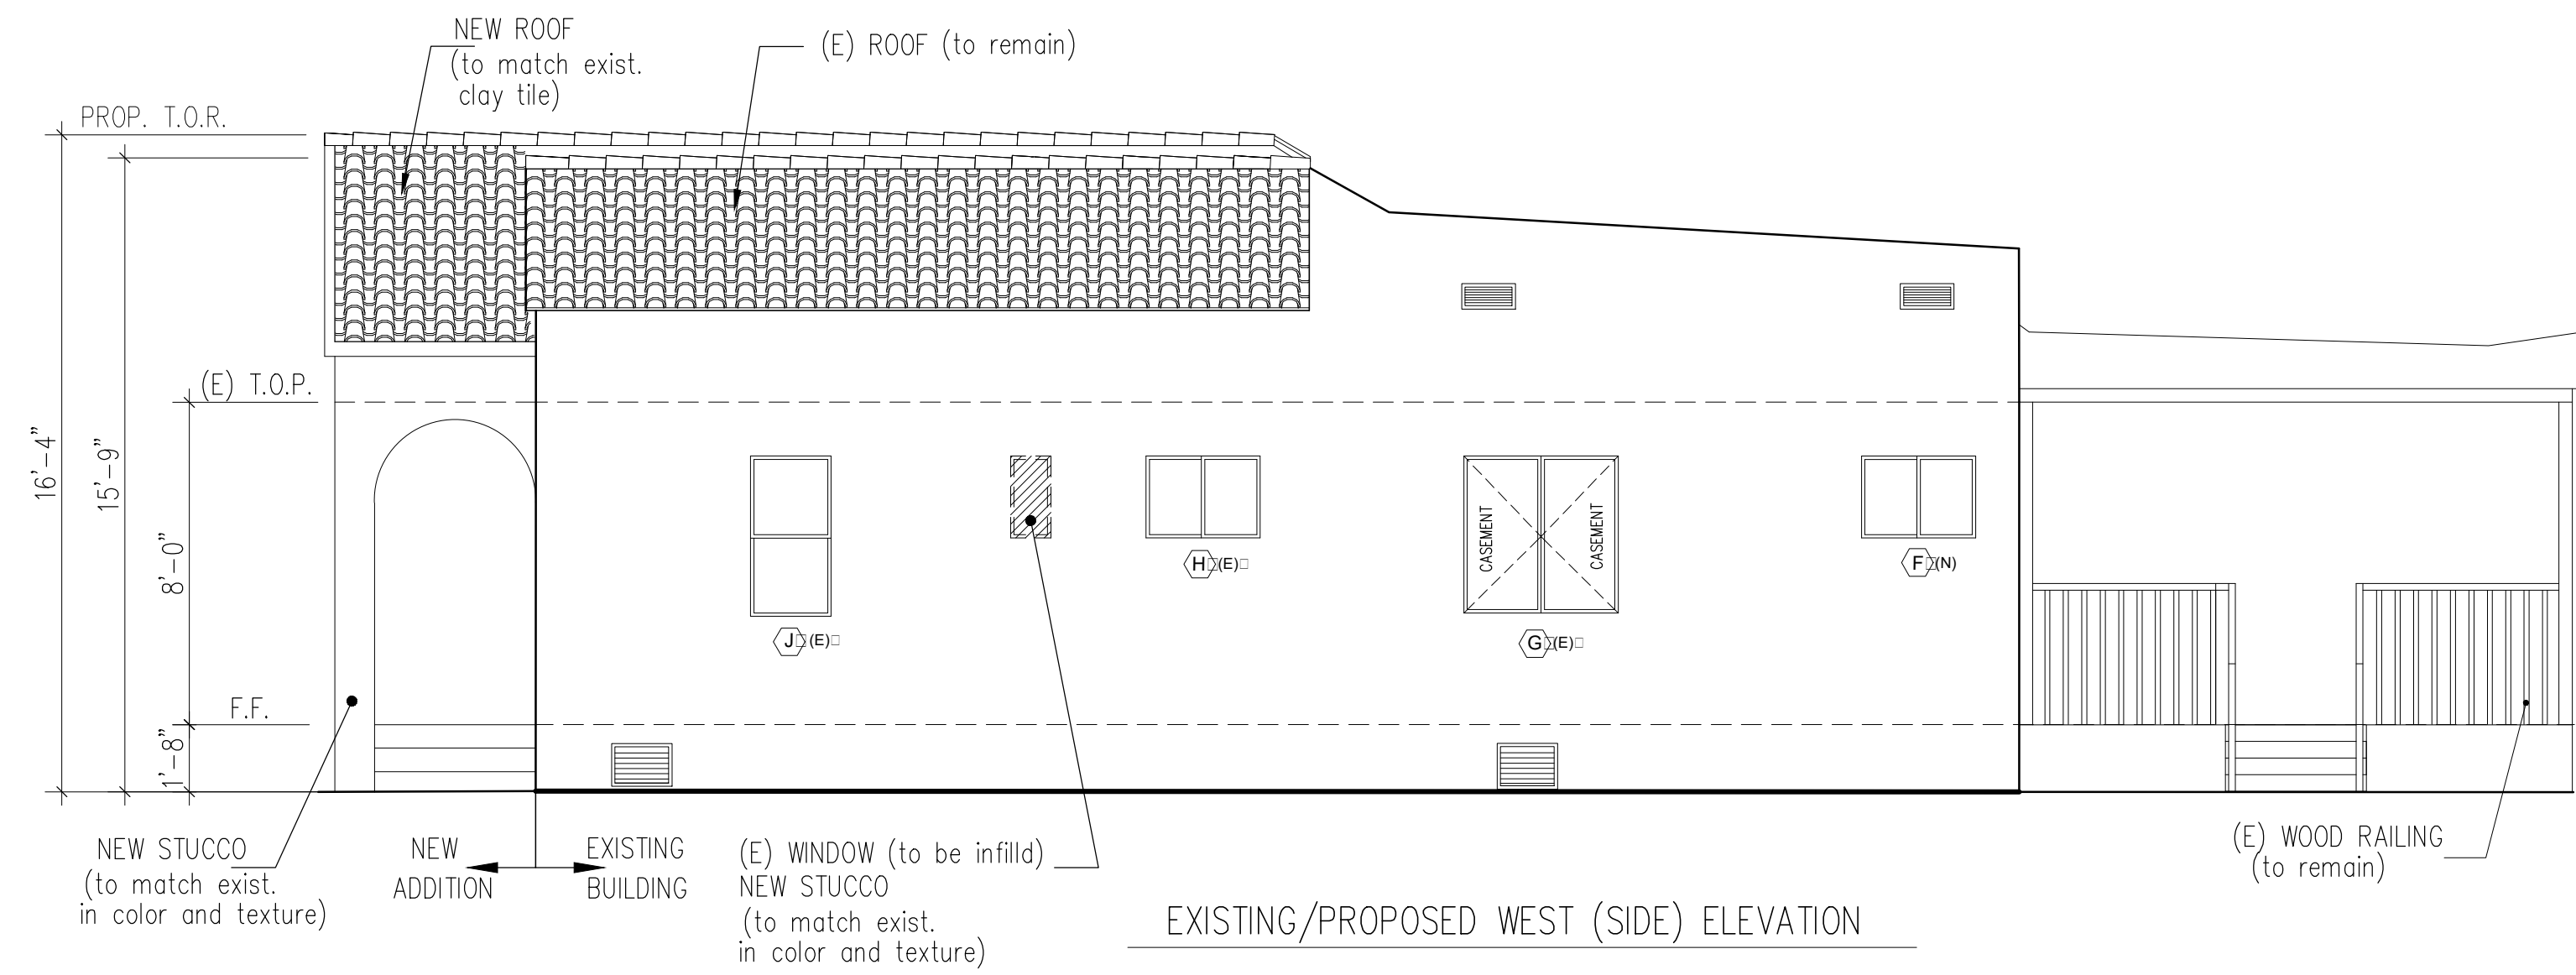 NEW ROOF
(to match exist.
clay tile)
(E) ROOF (to remain)
PROP. T.O.R.
(E) T.O.P.
16'-4"
15'-9"
8'-0"
1'-8"
F.F.
CASEMENT
CASEMENT
H (E)
F (N)
J (E)
G (E)
NEW STUCCO
(to match exist.
in color and texture)
NEW
ADDITION
EXISTING
BUILDING
(E) WINDOW (to be infilld)
NEW STUCCO
(to match exist.
in color and texture)
(E) WOOD RAILING
(to remain)
EXISTING/PROPOSED WEST (SIDE) ELEVATION